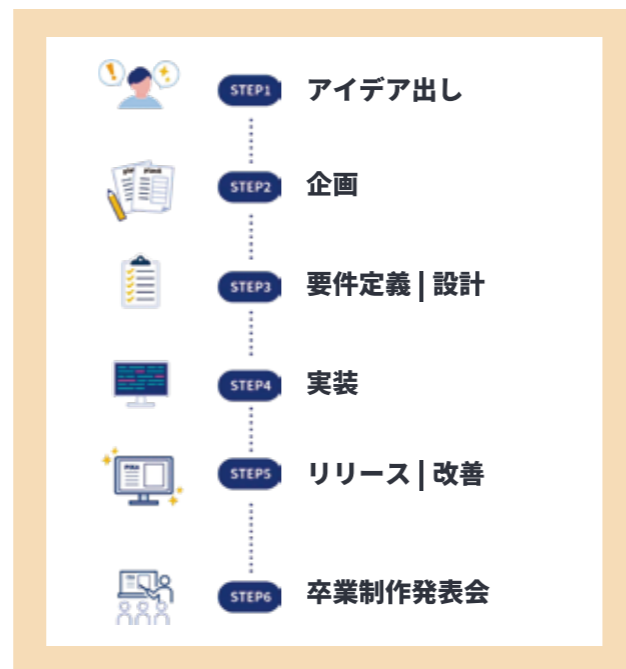 STEP1 アイデア出し
STEP2 企画
STEP3 要件定義 | 設計
STEP4 実装
STEP5 リリース | 改善
STEP6 卒業制作発表会